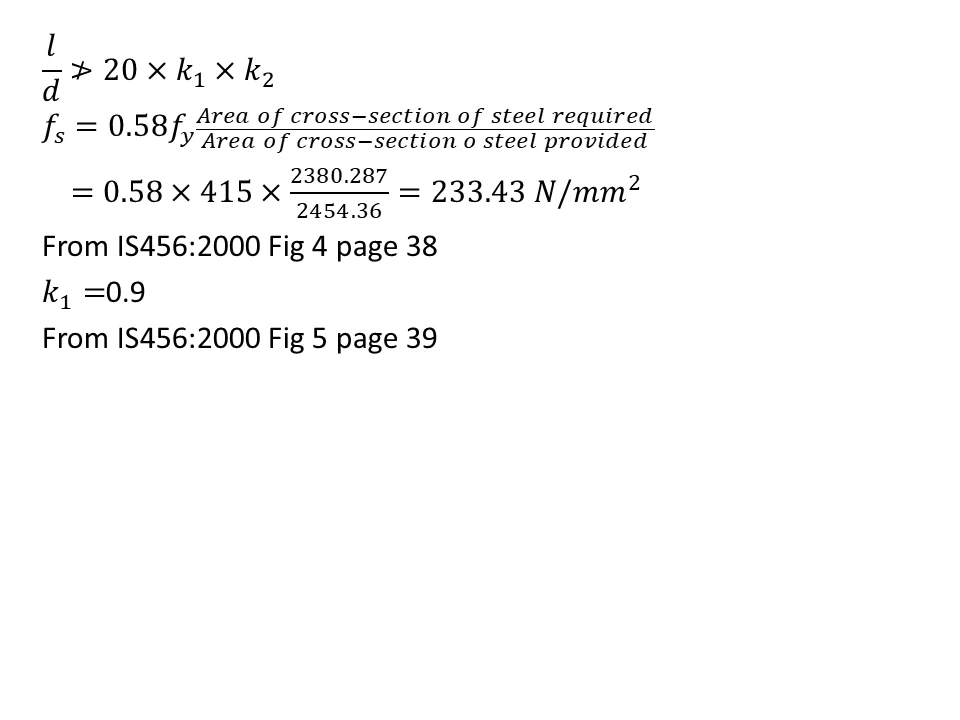 l/d ≯ 20 × k₁ × k₂
fₛ = 0.58f_y Area of cross−section of steel required / Area of cross−section o steel provided
= 0.58 × 415 × 2380.287/2454.36 = 233.43 N/mm²
From IS456:2000 Fig 4 page 38
k₁ =0.9
From IS456:2000 Fig 5 page 39